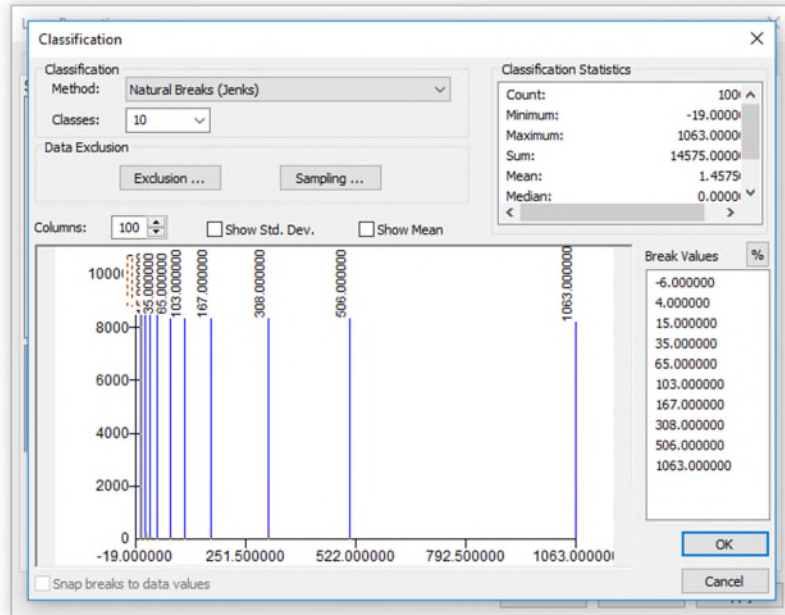 Classification
Classification
Method: Natural Breaks (Jenks)
Classes: 10
Data Exclusion
Exclusion ...
Sampling ...
Classification Statistics
Count: 100
Minimum: -19.0000
Maximum: 1063.0000
Sum: 14575.0000
Mean: 1.4575
Median: 0.0000
Columns: 100
Show Std. Dev.
Show Mean
Break Values
%
35.000000
65.000000
103.000000
167.000000
308.000000
506.000000
1063.000000
1000
8000
6000
4000
2000
0
-19.000000
251.500000
522.000000
792.500000
1063.000000
-6.000000
4.000000
15.000000
35.000000
65.000000
103.000000
167.000000
308.000000
506.000000
1063.000000
OK
Snap breaks to data values
Cancel